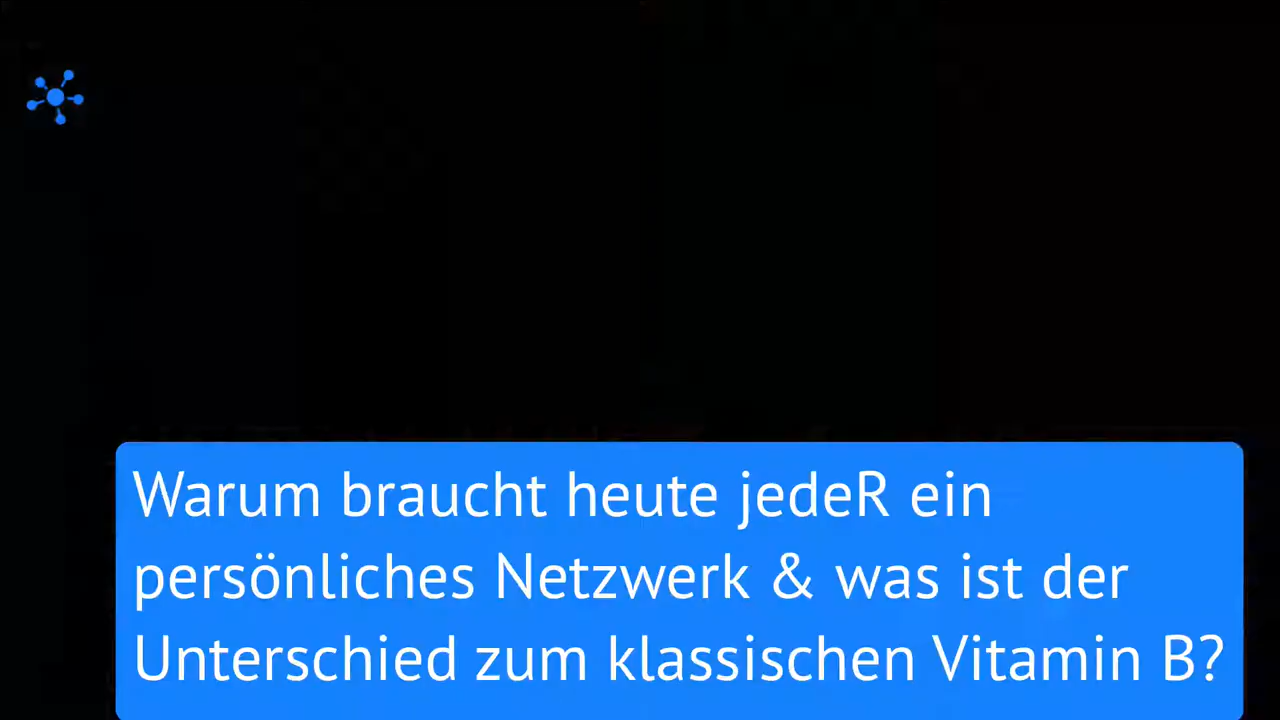 Warum braucht heute jedeR ein
persönliches Netzwerk & was ist der
Unterschied zum klassischen Vitamin B?